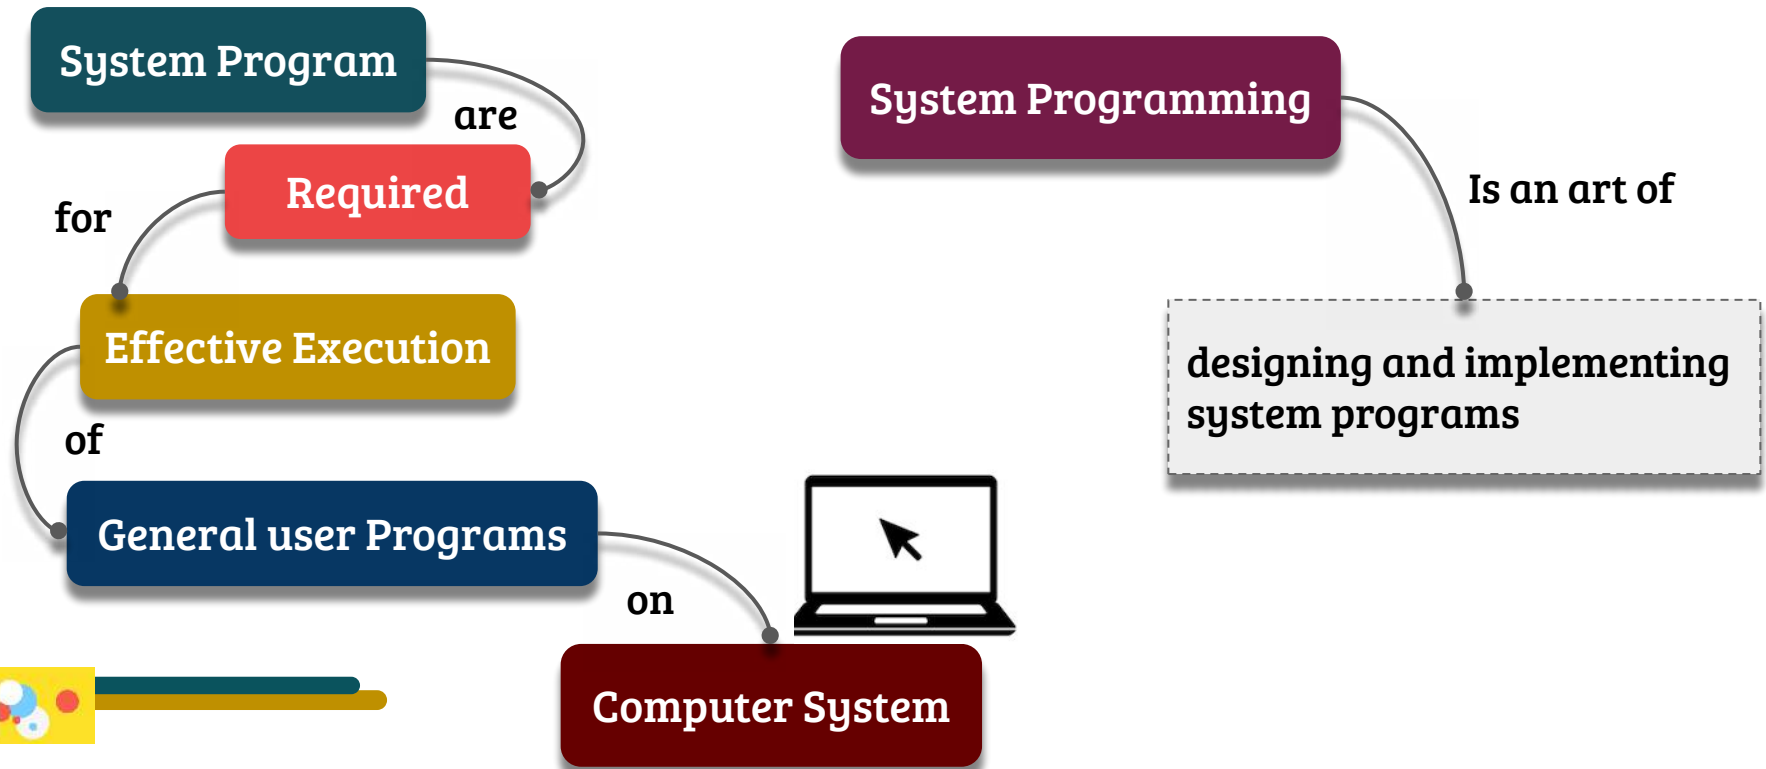 System Program
are
Required
for
Effective Execution
of
General user Programs
on
Computer System
System Programming
Is an art of
designing and implementing
system programs